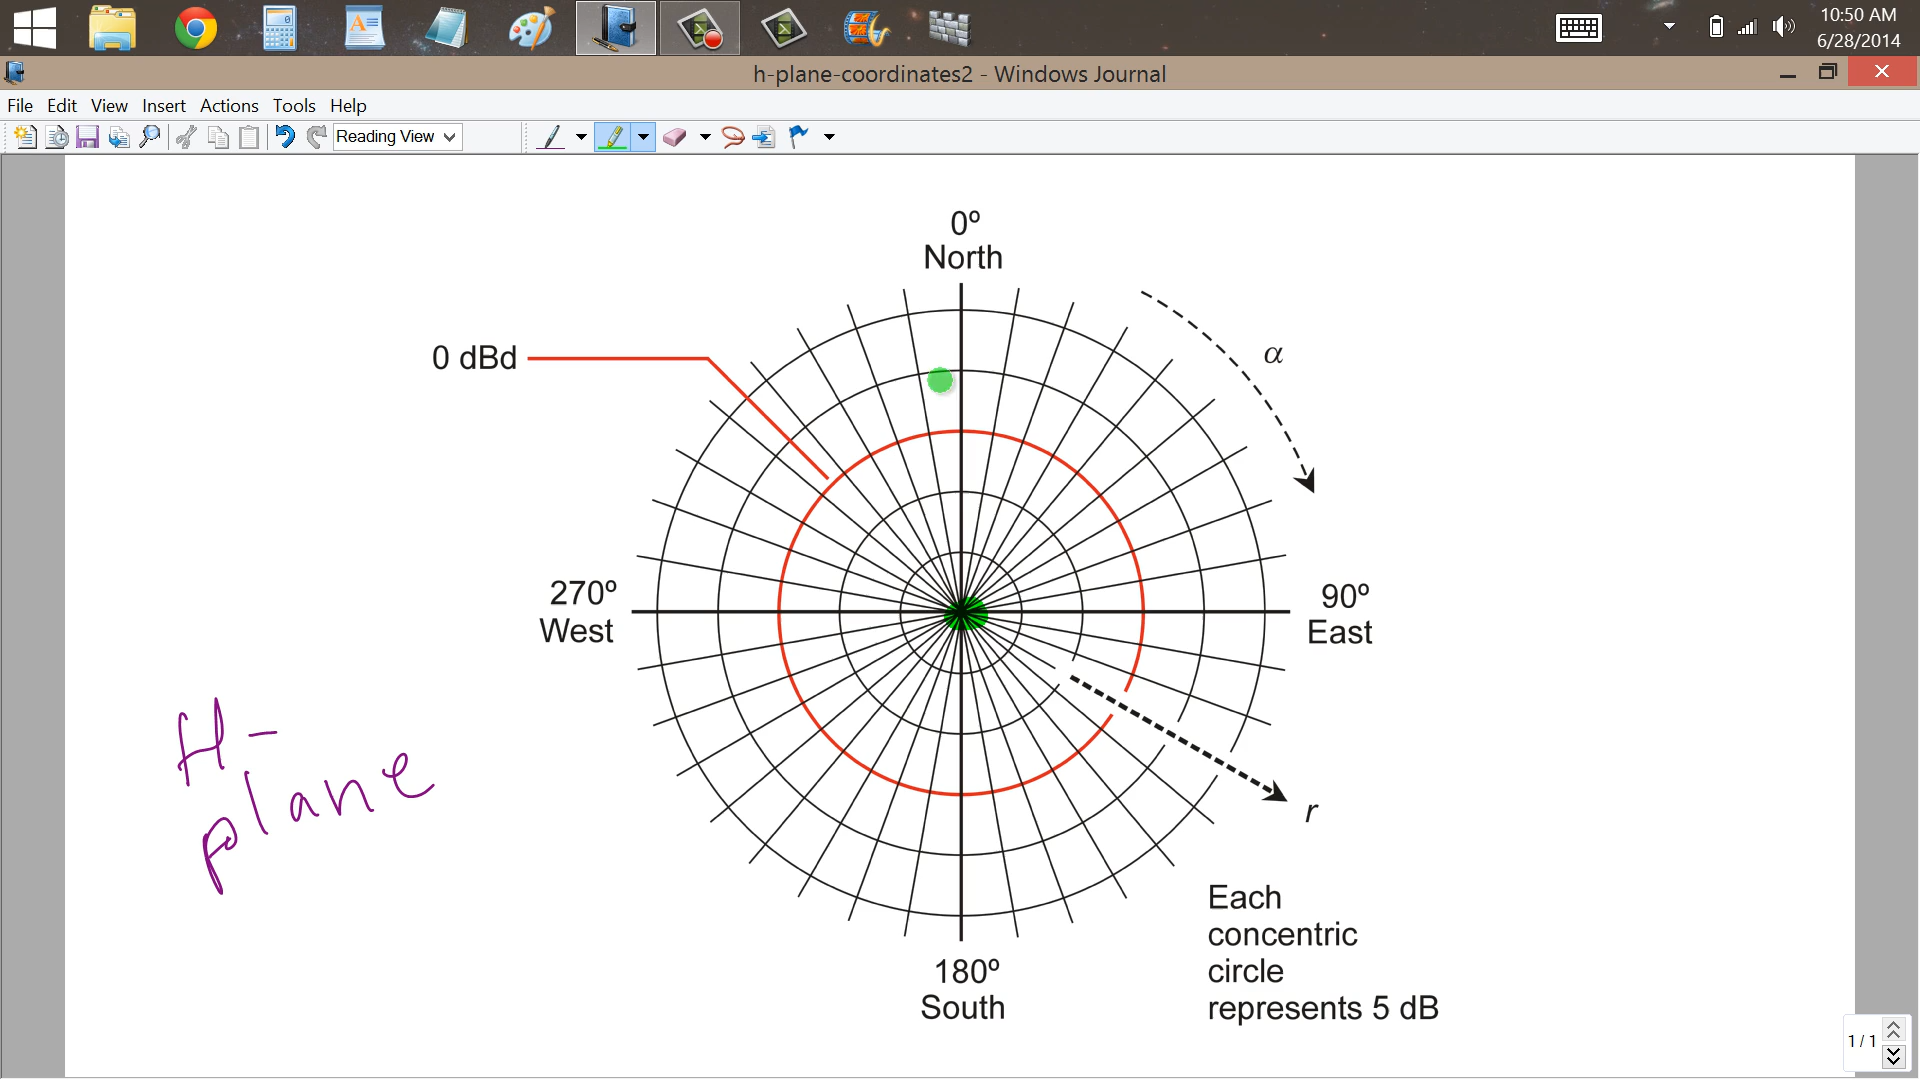 10:50 AM
6/28/2014
h-plane-coordinates2 - Windows Journal
File Edit View Insert Actions Tools Help
Reading View
0º
North
α
0 dBd
270º
West
90º
East
H-
plane
r
Each
concentric
circle
represents 5 dB
180º
South
1 / 1